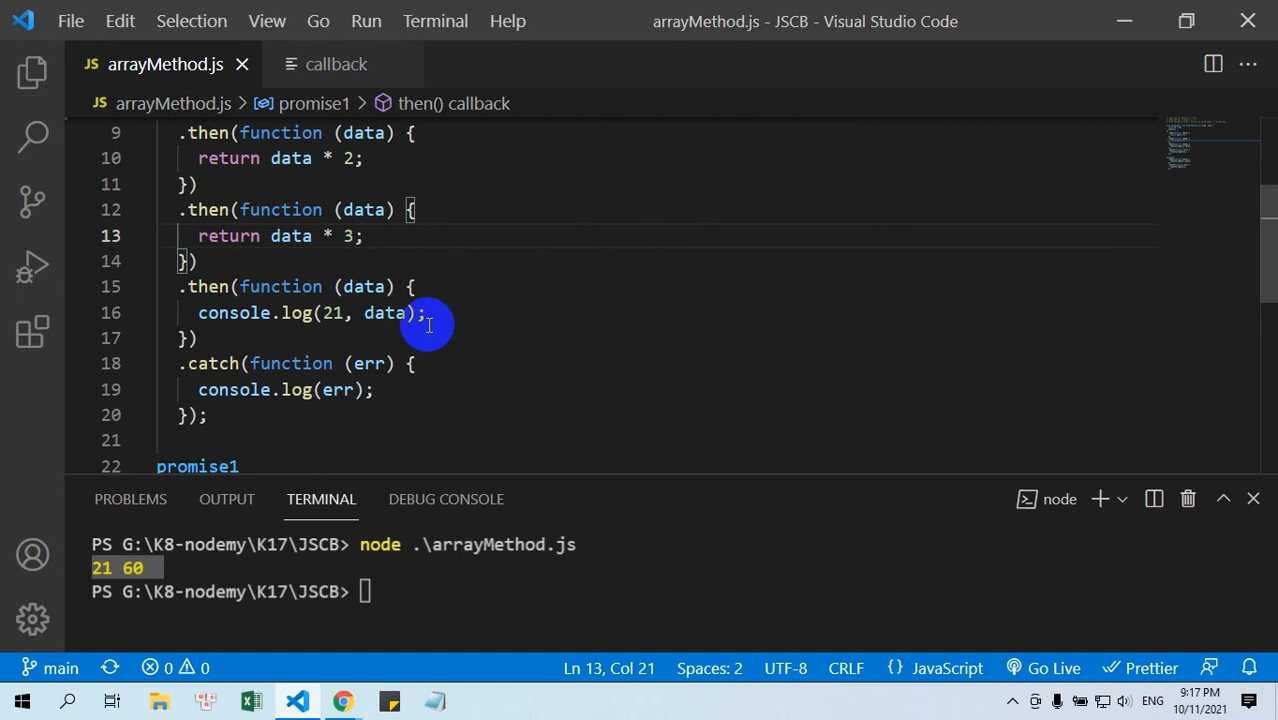 File Edit Selection View Go Run Terminal Help arrayMethod.js - JSCB - Visual Studio Code
JS arrayMethod.js callback
JS arrayMethod.js > promise1 > then() callback
9 .then(function (data) {
10 return data * 2;
11 })
12 .then(function (data) {
13 return data * 3;
14 })
15 .then(function (data) {
16 console.log(21, data);
17 })
18 .catch(function (err) {
19 console.log(err);
20 });
21
22 promise1
PROBLEMS OUTPUT TERMINAL DEBUG CONSOLE node
PS G:\K8-nodemy\K17\JSCB> node .\arrayMethod.js
21 60
PS G:\K8-nodemy\K17\JSCB>
main 0 0 Ln 13, Col 21 Spaces: 2 UTF-8 CRLF {} JavaScript Go Live Prettier
ENG 9:17 PM
10/11/2021